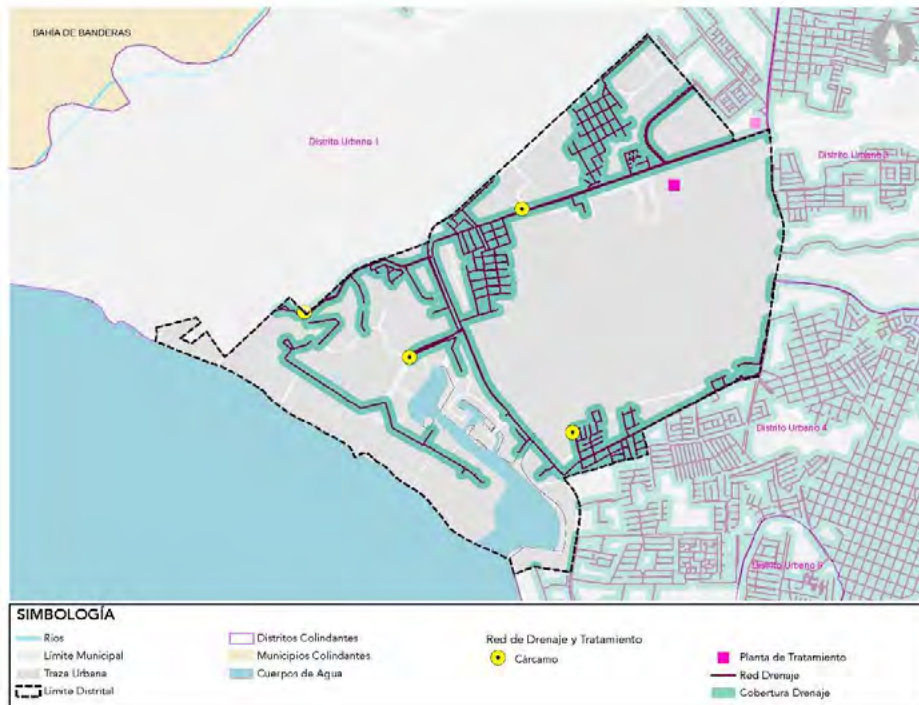 BAHÍA DE BANDERAS
Distrito Urbano 1
Distrito Urbano
Distrito Urbano 4
Distrito Urbano
SIMBOLOGÍA
Ríos
Límite Municipal
Traza Urbana
Límite Distrital
Distritos Colindantes
Municipios Colindantes
Cuerpos de Agua
Red de Drenaje y Tratamiento
Cárcamo
Planta de Tratamiento
Red Drenaje
Cobertura Drenaje